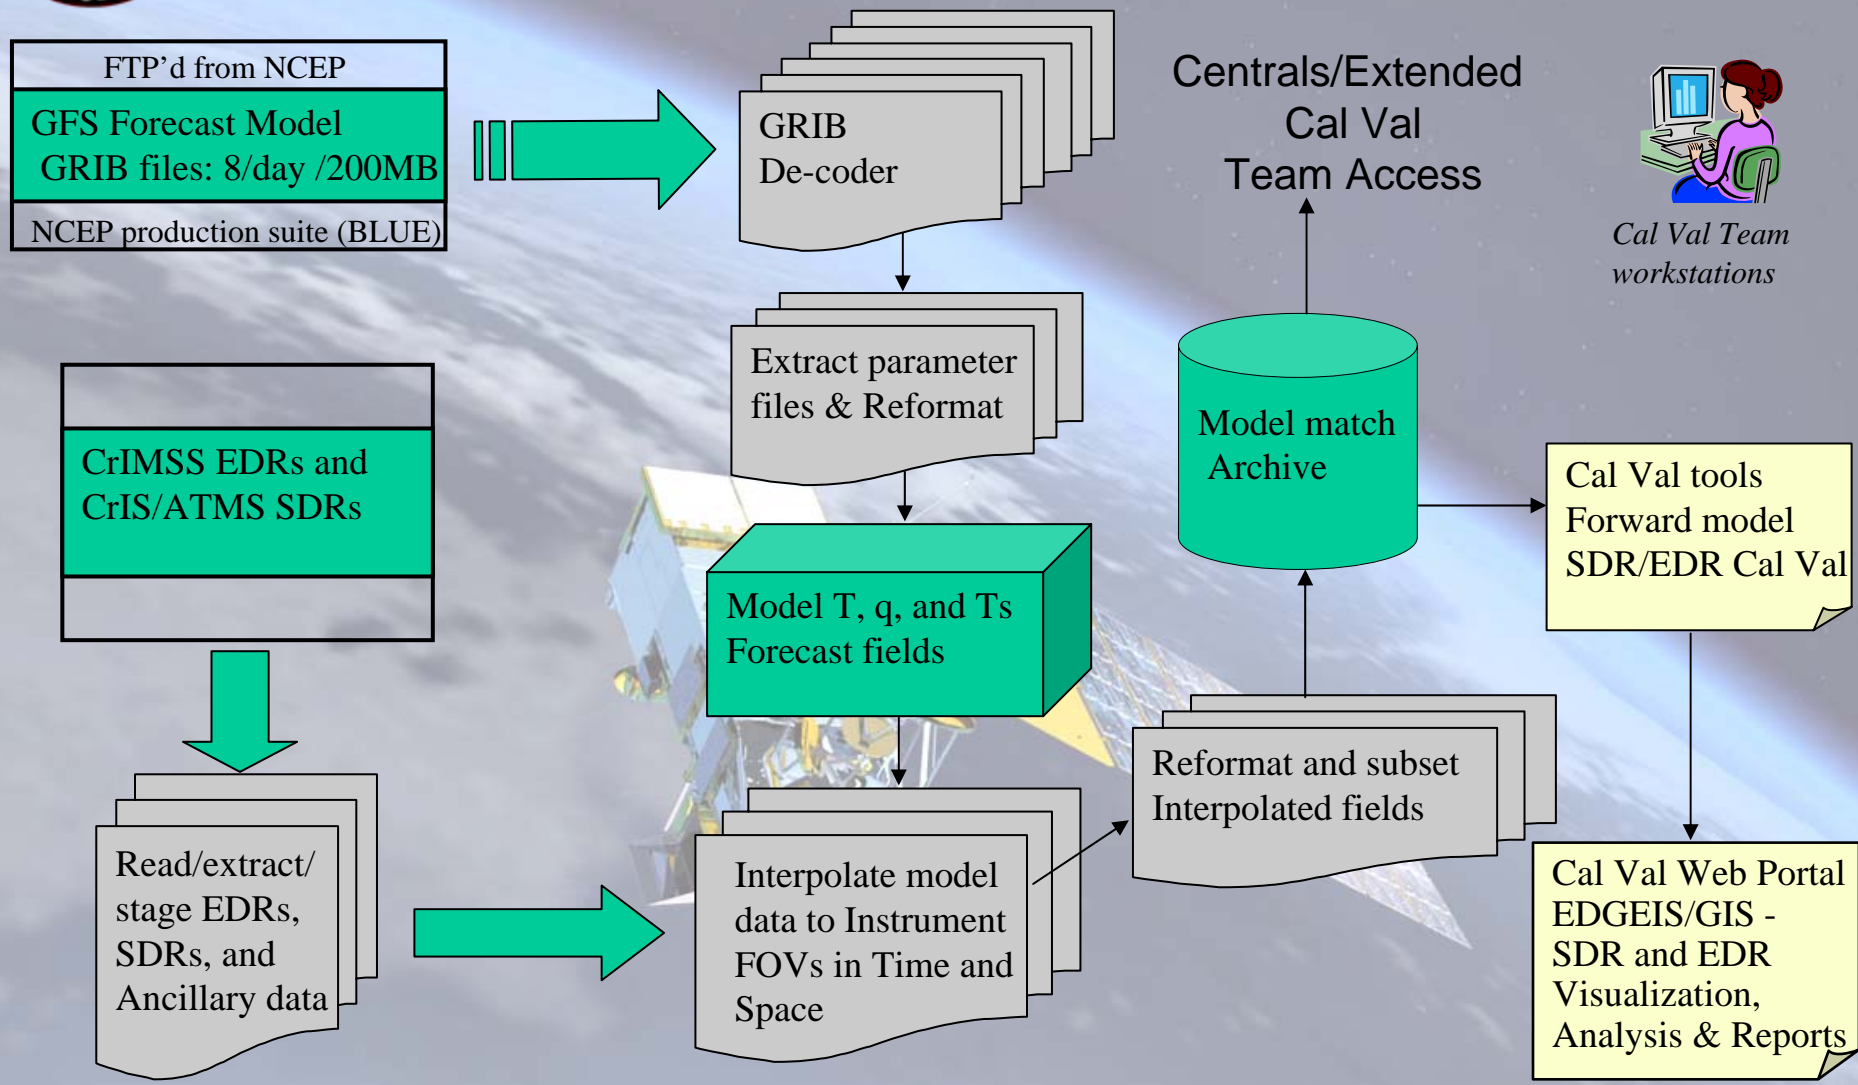 FTP'd from NCEP
GFS Forecast Model
GRIB files: 8/day /200MB
NCEP production suite (BLUE)
GRIB
De-coder
Centrals/Extended
Cal Val
Team Access
Cal Val Team
workstations
Extract parameter
files & Reformat
CrIMSS EDRs and
CrIS/ATMS SDRs
Model match
Archive
Cal Val tools
Forward model
SDR/EDR Cal Val
Model T, q, and Ts
Forecast fields
Reformat and subset
Interpolated fields
Read/extract/
stage EDRs,
SDRs, and
Ancillary data
Interpolate model
data to Instrument
FOVs in Time and
Space
Cal Val Web Portal
EDGEIS/GIS -
SDR and EDR
Visualization,
Analysis & Reports